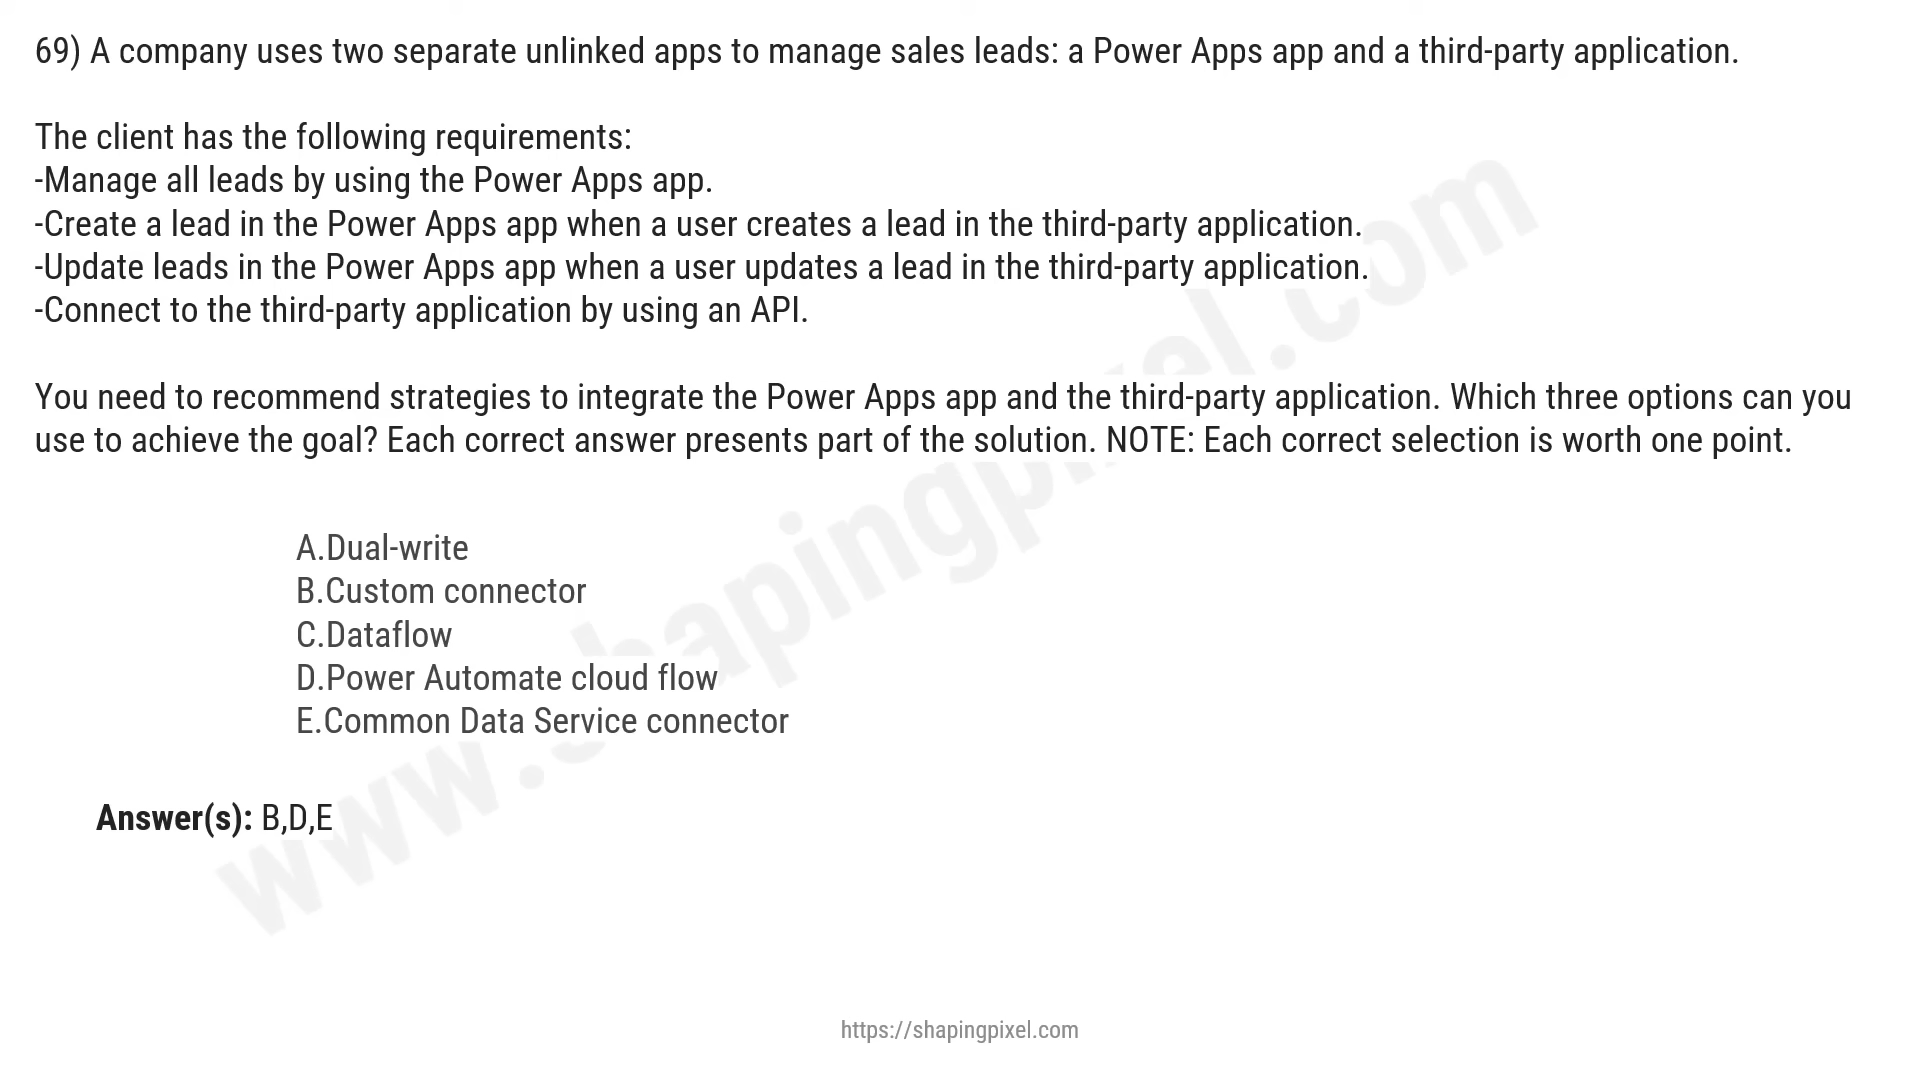 69) A company uses two separate unlinked apps to manage sales leads: a Power Apps app and a third-party application.
The client has the following requirements:
-Manage all leads by using the Power Apps app.
-Create a lead in the Power Apps app when a user creates a lead in the third-party application.
-Update leads in the Power Apps app when a user updates a lead in the third-party application.
-Connect to the third-party application by using an API.
You need to recommend strategies to integrate the Power Apps app and the third-party application. Which three options can you
use to achieve the goal? Each correct answer presents part of the solution. NOTE: Each correct selection is worth one point.
A.Dual-write
B.Custom connector
C.Dataflow
D.Power Automate cloud flow
E.Common Data Service connector
Answer(s): B,D,E
www.shapingpixel.com
https://shapingpixel.com